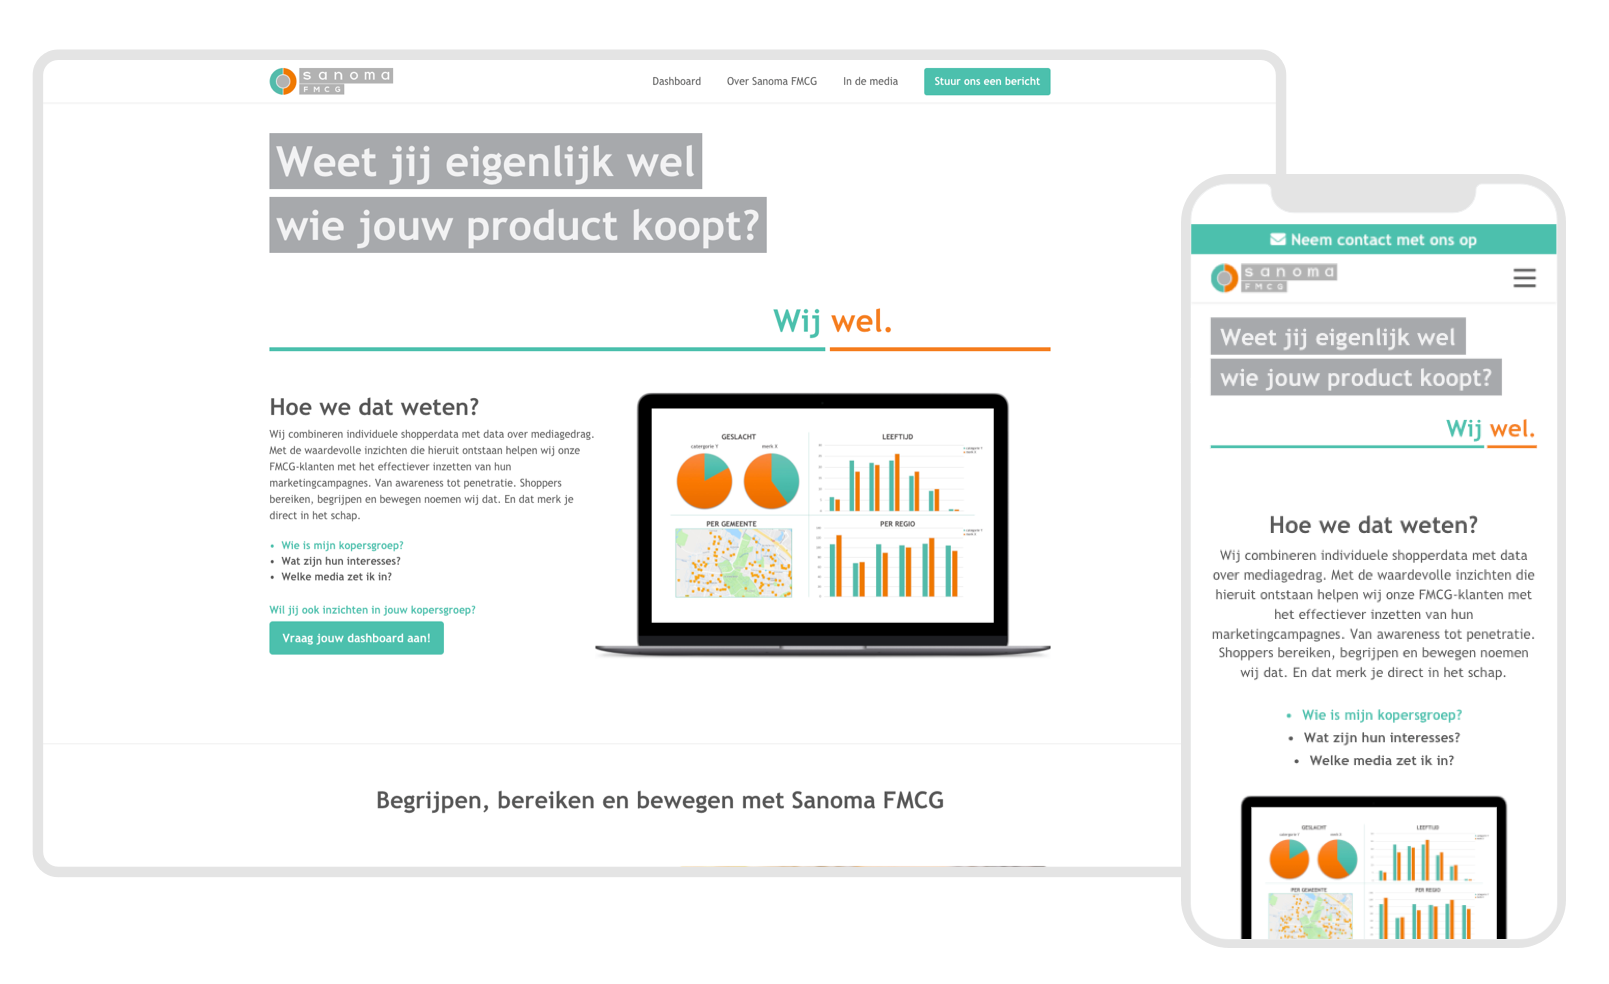 sanoma
FMCG
Dashboard
Over Sanoma FMCG
In de media
Stuur ons een bericht
Weet jij eigenlijk wel
wie jouw product koopt?
Wij wel.
Hoe we dat weten?
Wij combineren individuele shopperdata met data over mediagedrag.
Met de waardevolle inzichten die hieruit ontstaan helpen wij onze
FMCG-klanten met het effectiever inzetten van hun
marketingcampagnes. Van awareness tot penetratie. Shoppers
bereiken, begrijpen en bewegen noemen wij dat. En dat merk je
direct in het schap.
• Wie is mijn kopersgroep?
• Wat zijn hun interesses?
• Welke media zet ik in?
Wil jij ook inzichten in jouw kopersgroep?
Vraag jouw dashboard aan!
GESLACHT
catergorie Y
merk X
LEEFTIJD
PER GEMEENTE
PER REGIO
Begrijpen, bereiken en bewegen met Sanoma FMCG
Neem contact met ons op
sanoma
FMCG
Weet jij eigenlijk wel
wie jouw product koopt?
Wij wel.
Hoe we dat weten?
Wij combineren individuele shopperdata met data
over mediagedrag. Met de waardevolle inzichten die
hieruit ontstaan helpen wij onze FMCG-klanten met
het effectiever inzetten van hun
marketingcampagnes. Van awareness tot penetratie.
Shoppers bereiken, begrijpen en bewegen noemen
wij dat. En dat merk je direct in het schap.
• Wie is mijn kopersgroep?
• Wat zijn hun interesses?
• Welke media zet ik in?
GESLACHT
catergorie Y
merk X
LEEFTIJD
PER GEMEENTE
PER REGIO